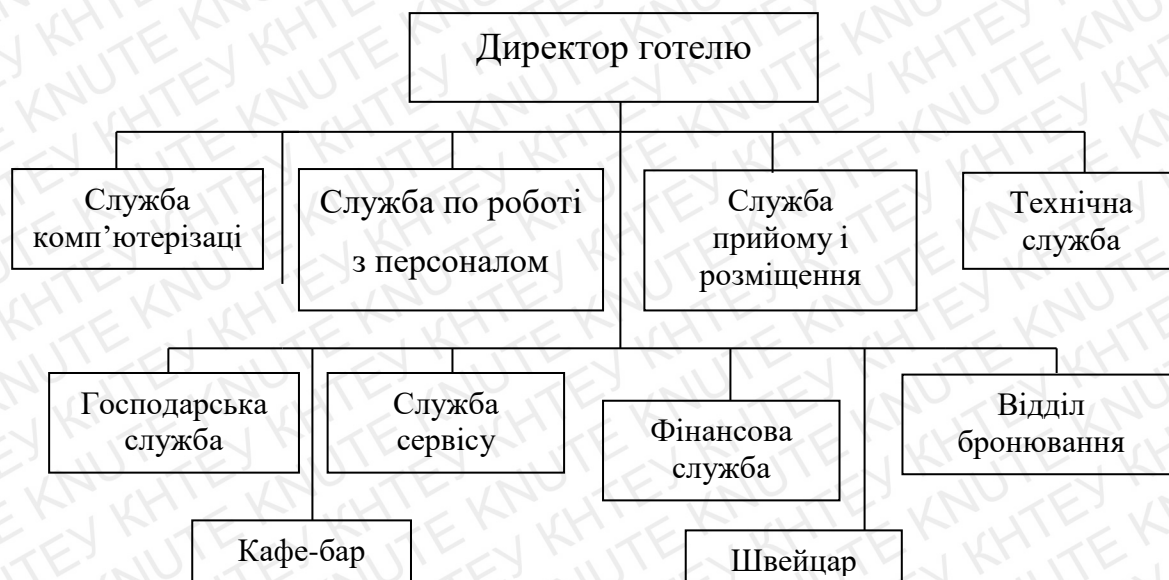 Директор готелю
Служба
комп’ютерізаці
Служба по роботі
з персоналом
Служба
прийому і
розміщення
Технічна
служба
Господарська
служба
Служба
сервісу
Фінансова
служба
Відділ
бронювання
Кафе-бар
Швейцар